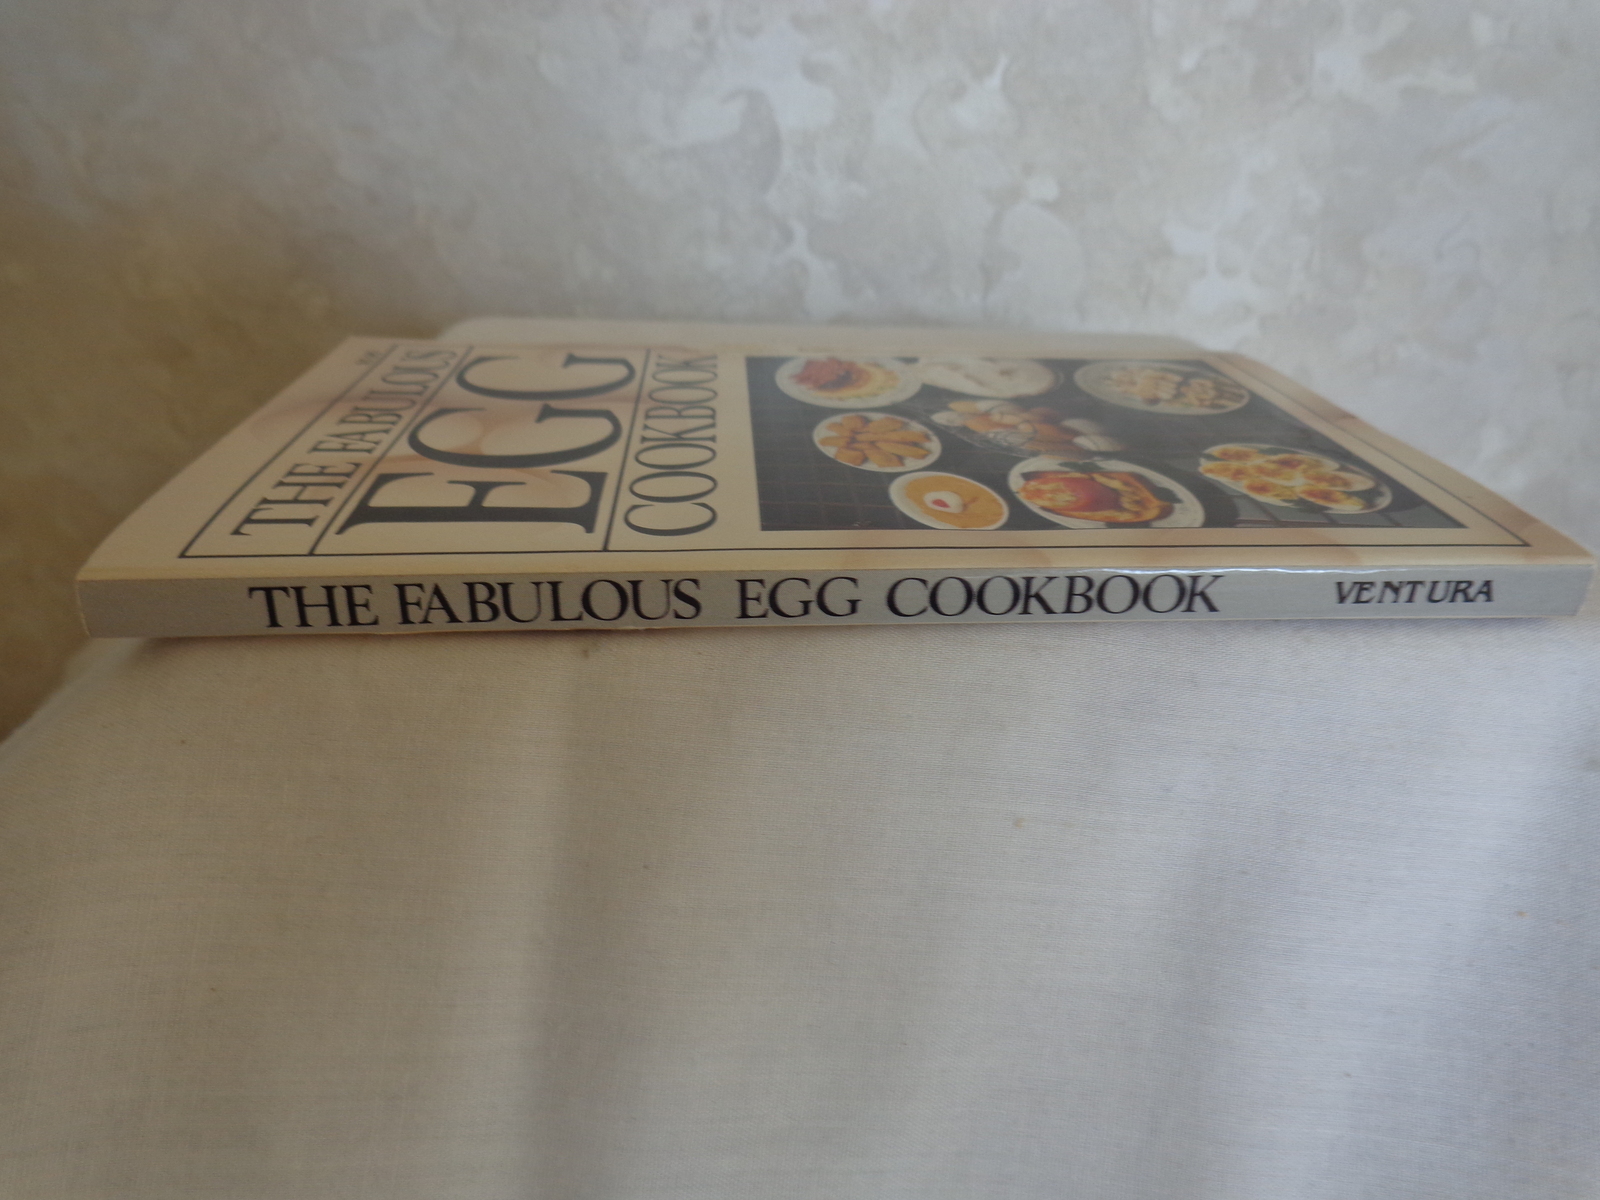 THE FABULOUS
EGG
COOKBOOK
THE FABULOUS EGG COOKBOOK VENTURA